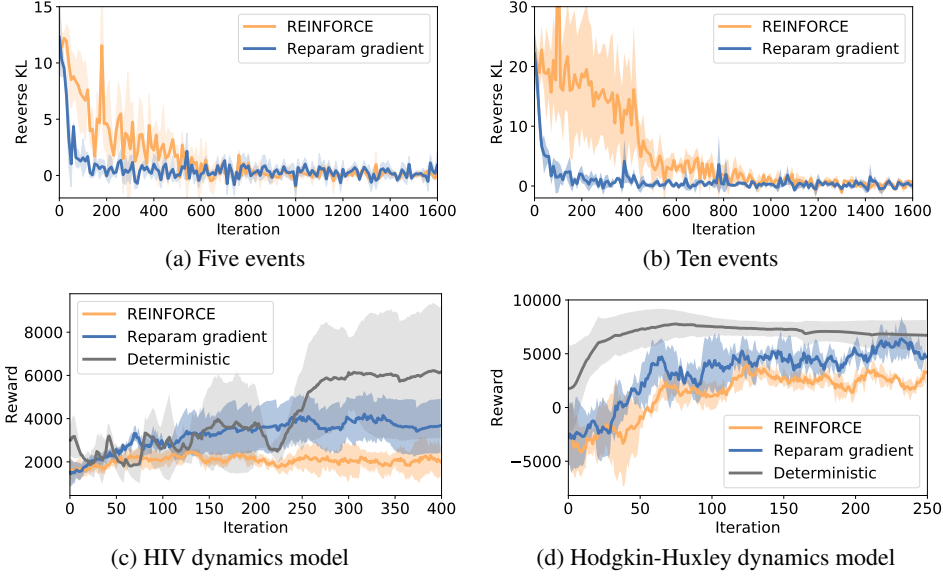 15
10
5
0
Reverse KL
REINFORCE
Reparam gradient
0 200 400 600 800 1000 1200 1400 1600
Iteration
(a) Five events
30
20
10
0
Reverse KL
REINFORCE
Reparam gradient
0 200 400 600 800 1000 1200 1400 1600
Iteration
(b) Ten events
8000
6000
4000
2000
Reward
REINFORCE
Reparam gradient
Deterministic
0 50 100 150 200 250 300 350 400
Iteration
(c) HIV dynamics model
10000
5000
0
−5000
Reward
REINFORCE
Reparam gradient
Deterministic
0 50 100 150 200 250
Iteration
(d) Hodgkin-Huxley dynamics model